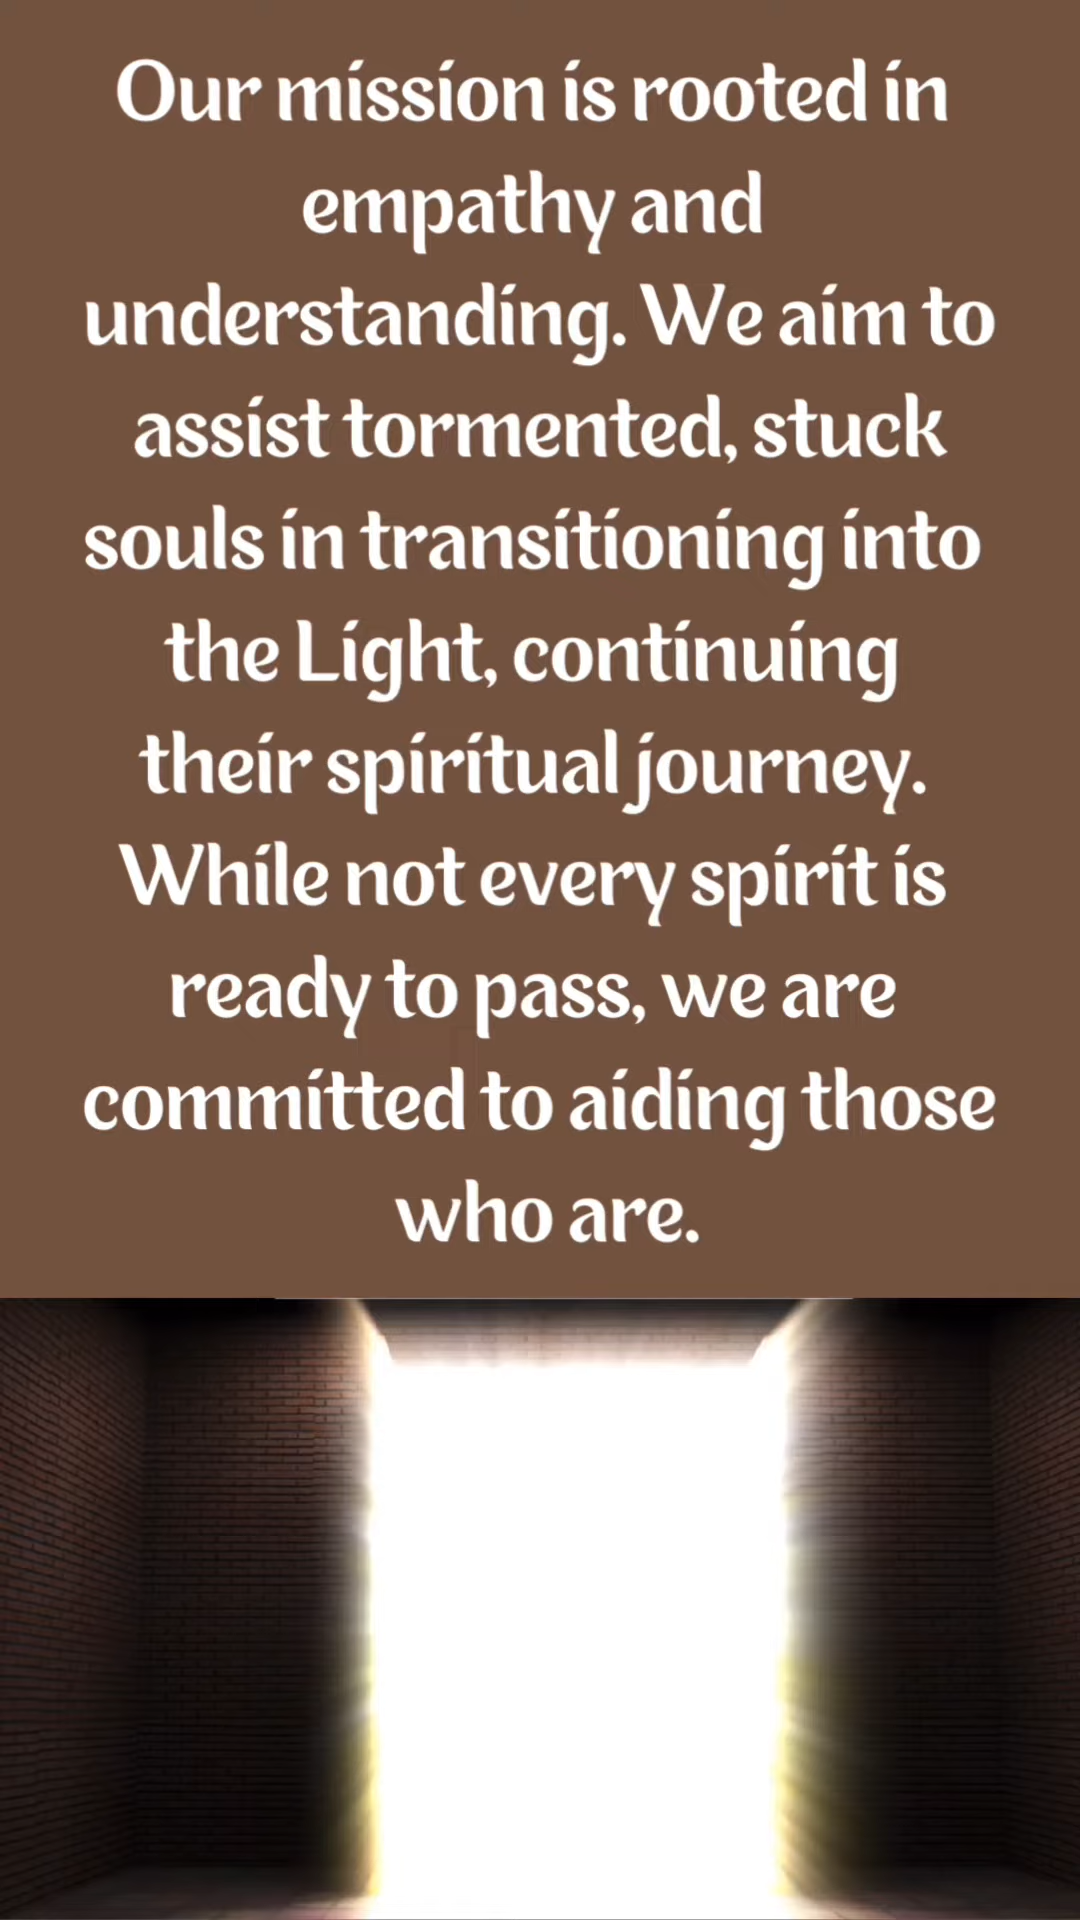 Our mission is rooted in
empathy and
understanding. We aim to
assist tormented, stuck
souls in transitioning into
the Light, continuing
their spiritual journey.
While not every spirit is
ready to pass, we are
committed to aiding those
who are.